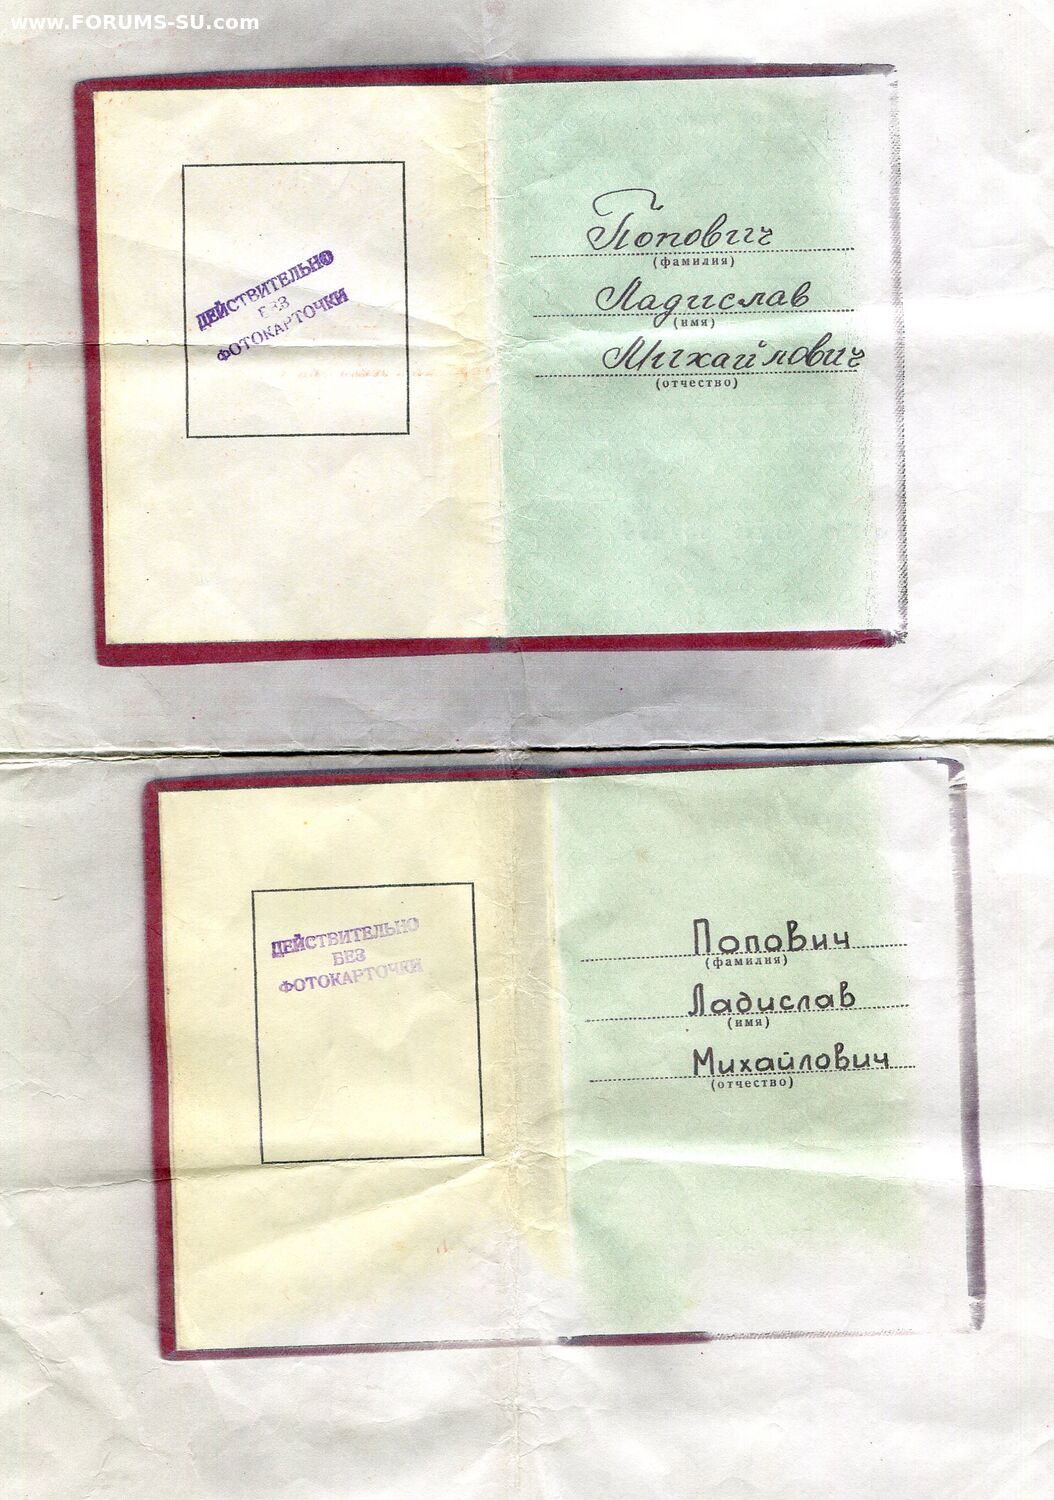 www.FORUMS-SU.com
ДЕЙСТВИТЕЛЬНО
БЕЗ
ФОТОКАРТОЧКИ
Попович
(фамилия)
Ладислав
(имя)
Михайлович
(отчество)
ДЕЙСТВИТЕЛЬНО
БЕЗ
ФОТОКАРТОЧКИ
Попович
(фамилия)
Ладислав
(имя)
Михайлович
(отчество)